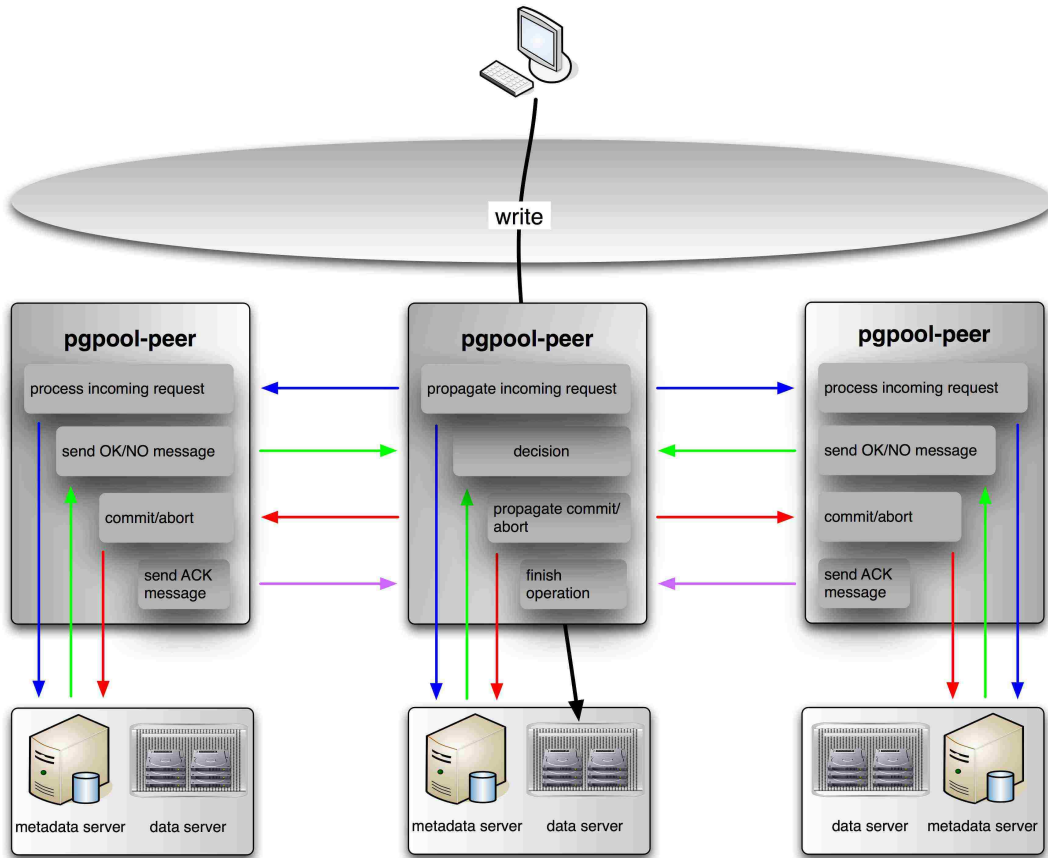 write
pgpool-peer
process incoming request
send OK/NO message
commit/abort
send ACK
message
pgpool-peer
propagate incoming request
decision
propagate commit/
abort
finish
operation
pgpool-peer
process incoming request
send OK/NO message
commit/abort
send ACK
message
metadata server
data server
metadata server
data server
data server
metadata server